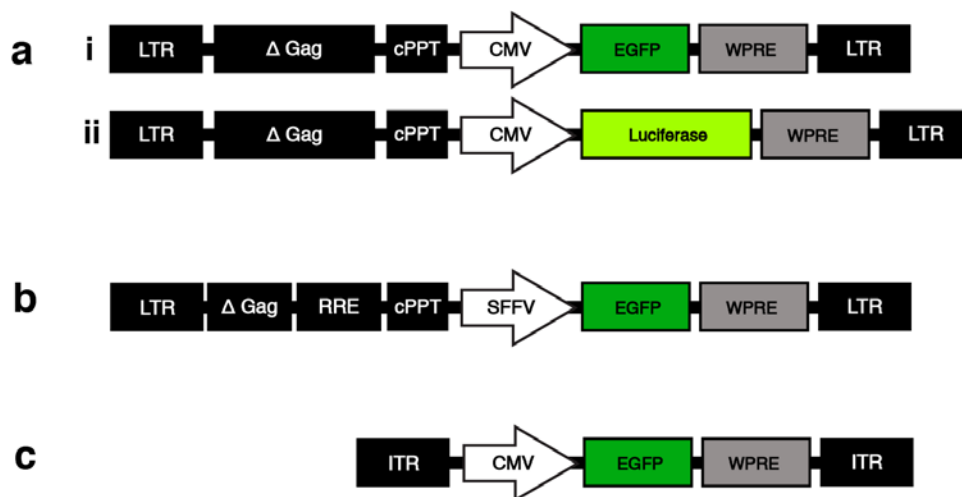 a i LTR Δ Gag cPPT CMV EGFP WPRE LTR
ii LTR Δ Gag cPPT CMV Luciferase WPRE LTR
b LTR Δ Gag RRE cPPT SFFV EGFP WPRE LTR
c ITR CMV EGFP WPRE ITR